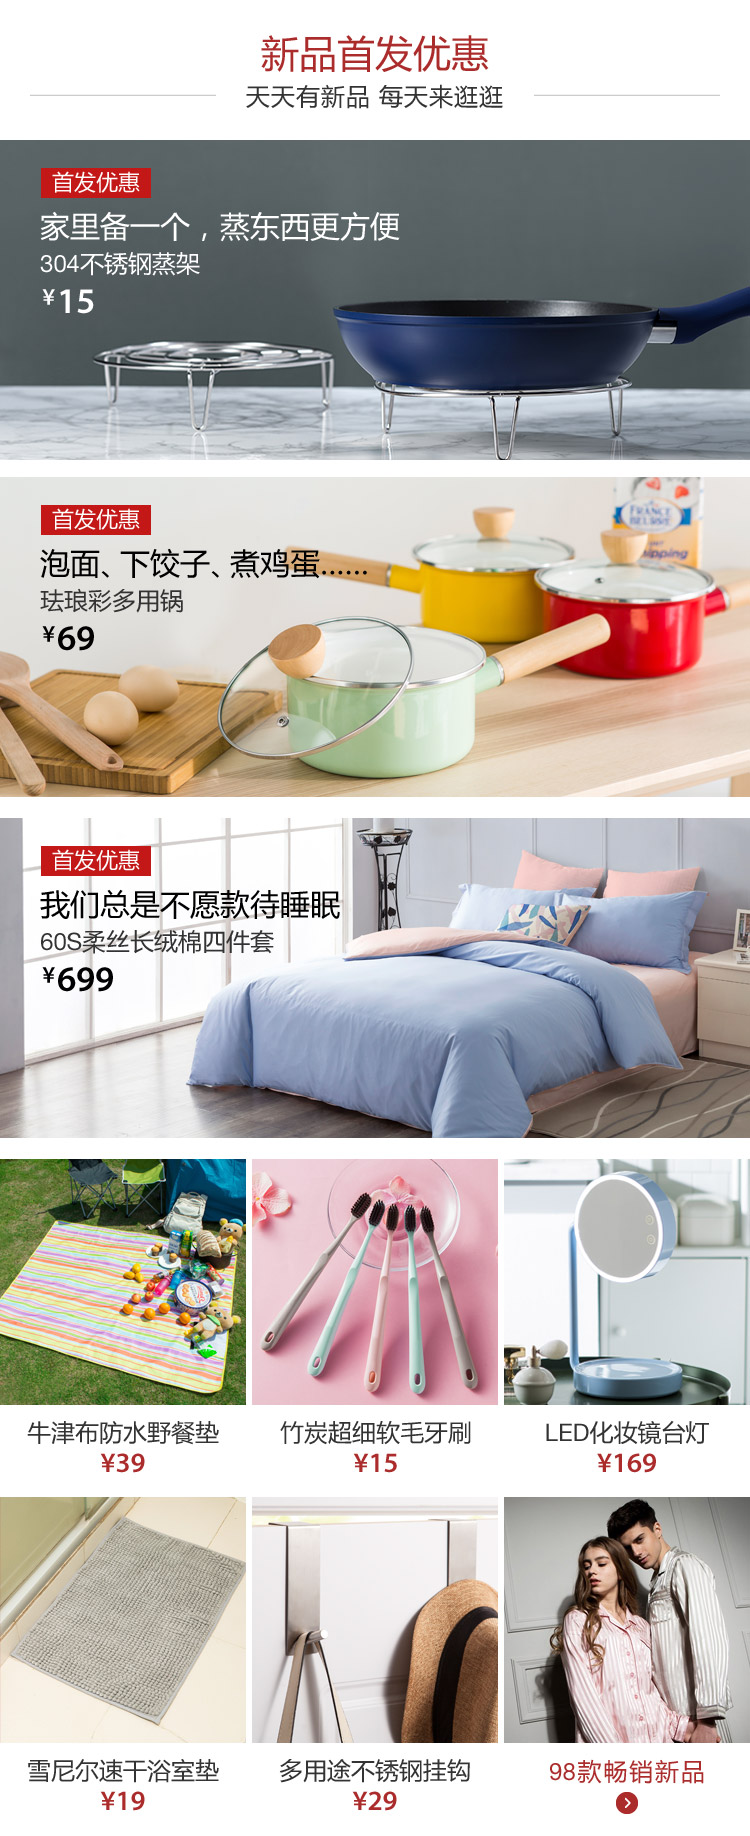 新品首发优惠
天天有新品 每天来逛逛
首发优惠
家里备一个，蒸东西更方便
304不锈钢蒸架
¥15
首发优惠
泡面、下饺子、煮鸡蛋……
珐琅彩多用锅
¥69
FRANCE
BEURRE
首发优惠
我们总是不愿款待睡眠
60S柔丝长绒棉四件套
¥699
牛津布防水野餐垫
¥39
竹炭超细软毛牙刷
¥15
LED化妆镜台灯
¥169
雪尼尔速干浴室垫
¥19
多用途不锈钢挂钩
¥29
98款畅销新品